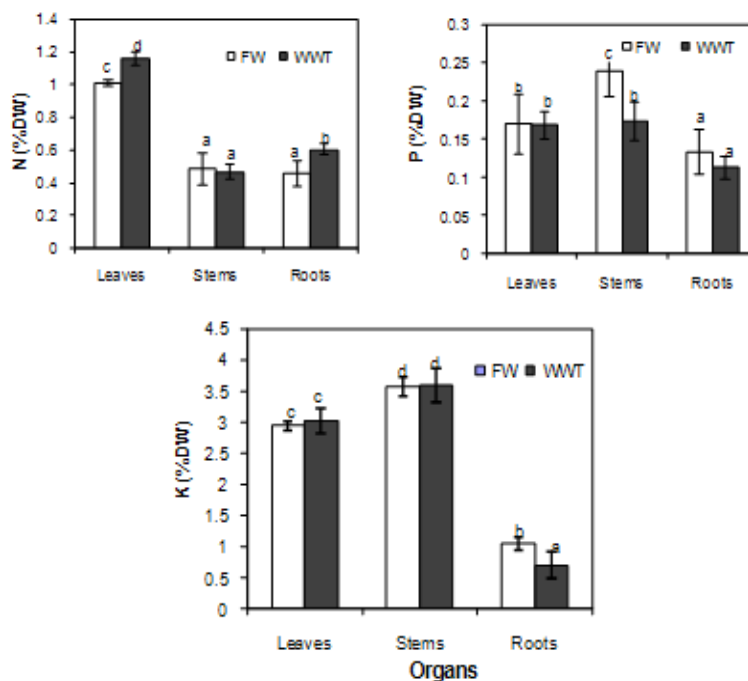 N (%DW)
1.4
1.2
1
0.8
0.6
0.4
0.2
0
FW WWT
c d
a a
a b
Leaves Stems Roots
P (%DW)
0.3
0.25
0.2
0.15
0.1
0.05
0
FW WWT
b b
c b
a a
Leaves Stems Roots
K (%DW)
4.5
4
3.5
3
2.5
2
1.5
1
0.5
0
FW WWT
c c
d d
b a
Leaves Stems Roots
Organs